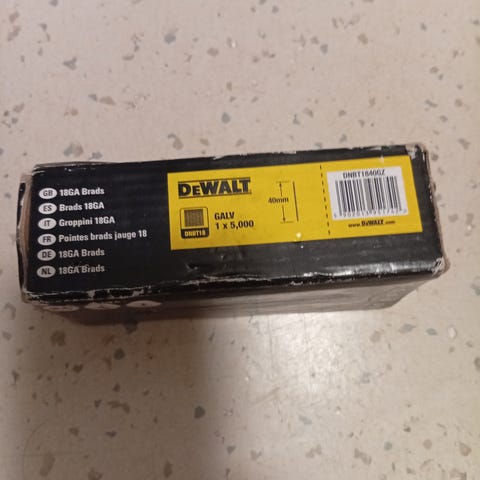 GB 18GA Brads
ES Brads 18GA
IT Groppini 18GA
FR Pointes brads jauge 18
DE 18GA Brads
NL 18GA Brads
DEWALT
DNBT18
GALV
1 x 5,000
40mm
DNBT1840GZ
www.DEWALT.com